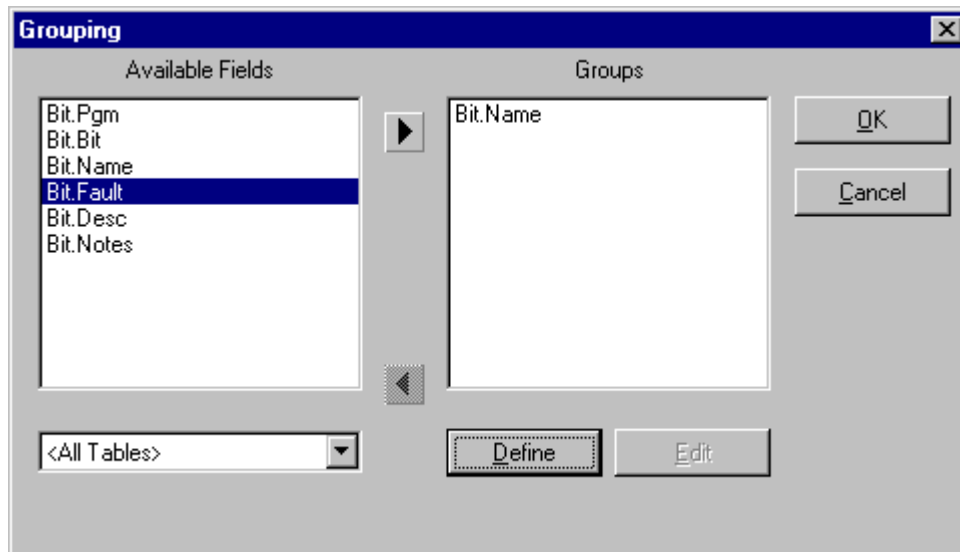 Grouping
Available Fields
Groups
Bit.Pgm
Bit.Bit
Bit.Name
Bit.Fault
Bit.Desc
Bit.Notes
Bit.Name
OK
Cancel
<All Tables>
Define
Edit